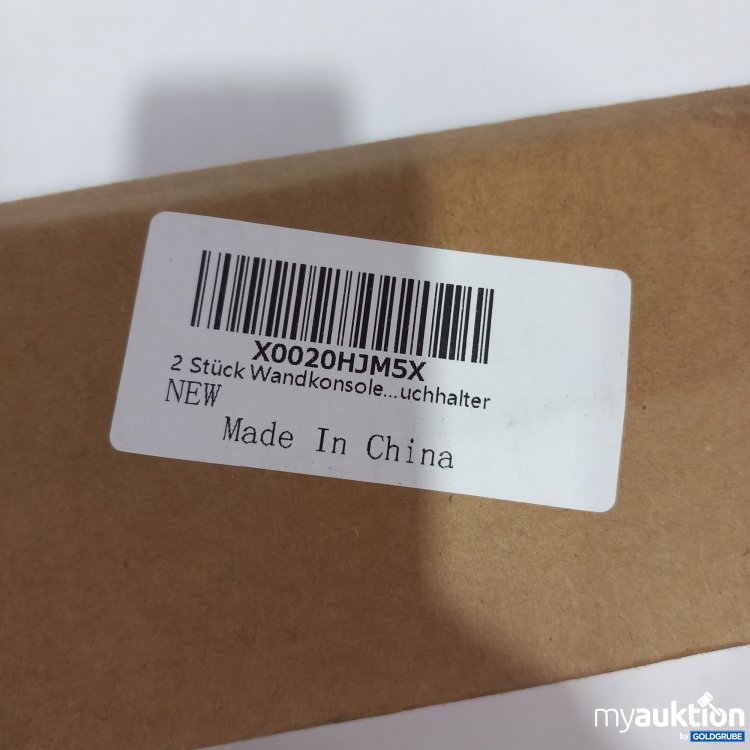 X0020HJM5X
2 Stück Wandkonsole...uchhalter
NEW
Made In China
myauktion
by GOLDGRUBE